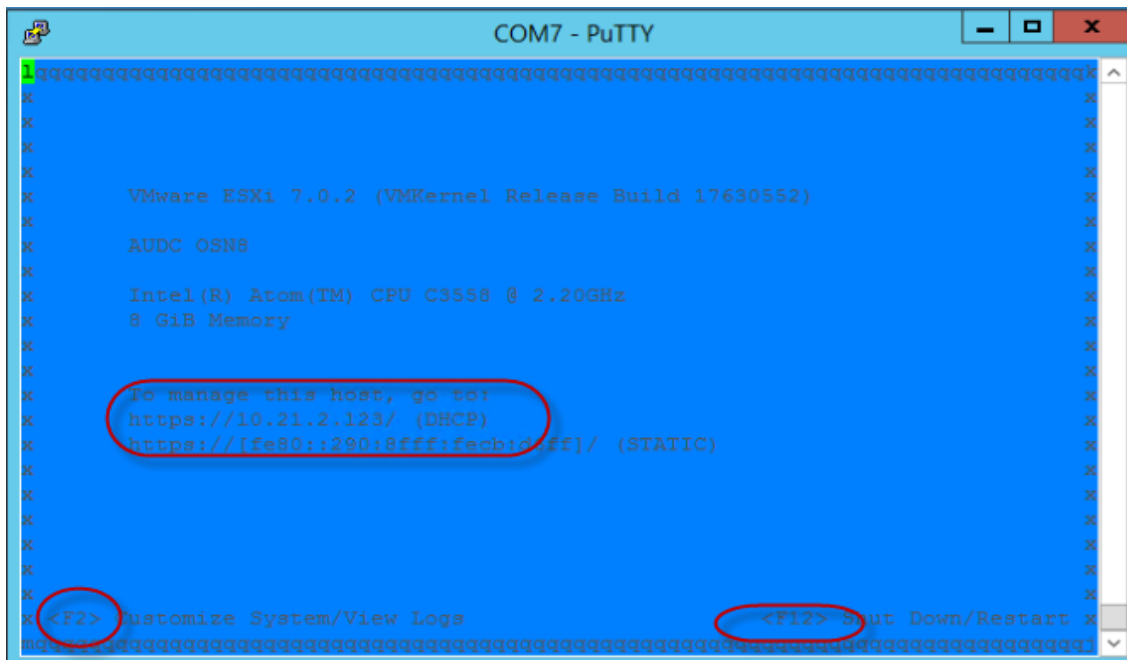 COM7 - PuTTY
VMware ESXi 7.0.2 (VMKernel Release Build 17630552)
AUDC OSN8
Intel(R) Atom(TM) CPU C3558 @ 2.20GHz
8 GiB Memory
To manage this host, go to:
https://10.21.2.123/ (DHCP)
https://[fe80::290:8fff:fecb:d4ff]/ (STATIC)
<F2> Customize System/View Logs <F12> Shut Down/Restart